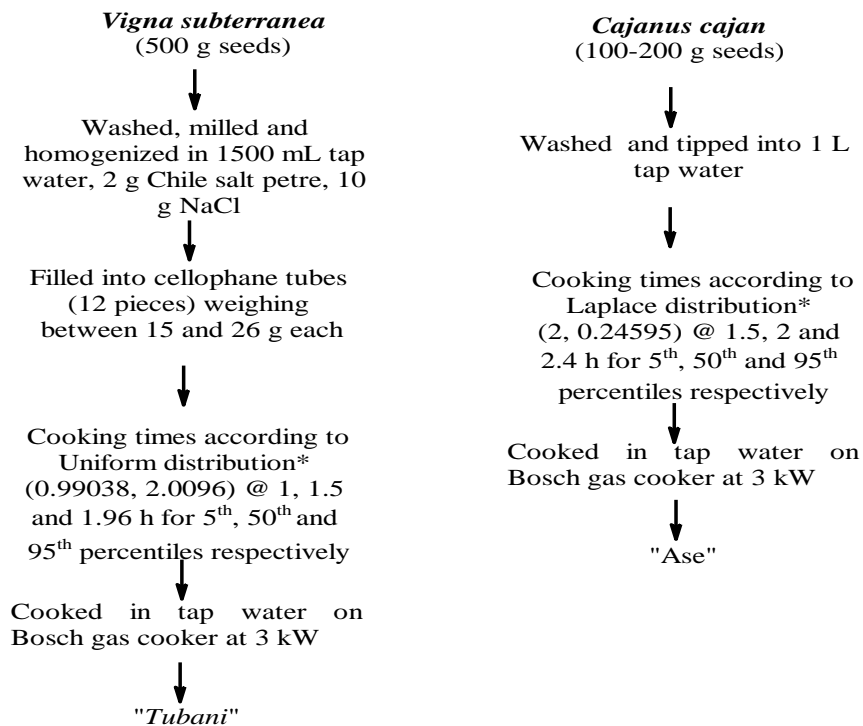 Vigna subterranea
(500 g seeds)
Washed, milled and
homogenized in 1500 mL tap
water, 2 g Chile salt petre, 10
g NaCl
Filled into cellophane tubes
(12 pieces) weighing
between 15 and 26 g each
Cooking times according to
Uniform distribution*
(0.99038, 2.0096) @ 1, 1.5
and 1.96 h for 5th, 50th and
95th percentiles respectively
Cooked in tap water on
Bosch gas cooker at 3 kW
"Tubani"
Cajanus cajan
(100-200 g seeds)
Washed and tipped into 1 L
tap water
Cooking times according to
Laplace distribution*
(2, 0.24595) @ 1.5, 2 and
2.4 h for 5th, 50th and 95th
percentiles respectively
Cooked in tap water on
Bosch gas cooker at 3 kW
"Ase"